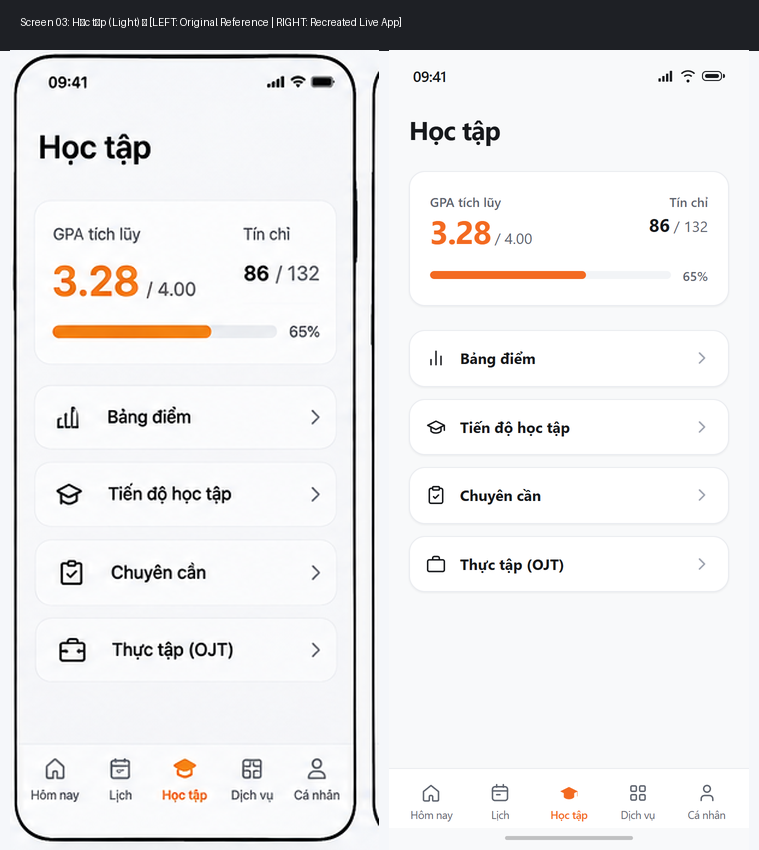 Screen 03: H□c t□p (Light) □ [LEFT: Original Reference | RIGHT: Recreated Live App]
09:41
Học tập
GPA tích lũy
Tín chỉ
3.28 / 4.00
86 / 132
65%
Bảng điểm
Tiến độ học tập
Chuyên cần
Thực tập (OJT)
Hôm nay
Lịch
Học tập
Dịch vụ
Cá nhân
09:41
Học tập
GPA tích lũy
Tín chỉ
3.28 / 4.00
86 / 132
65%
Bảng điểm
Tiến độ học tập
Chuyên cần
Thực tập (OJT)
Hôm nay
Lịch
Học tập
Dịch vụ
Cá nhân